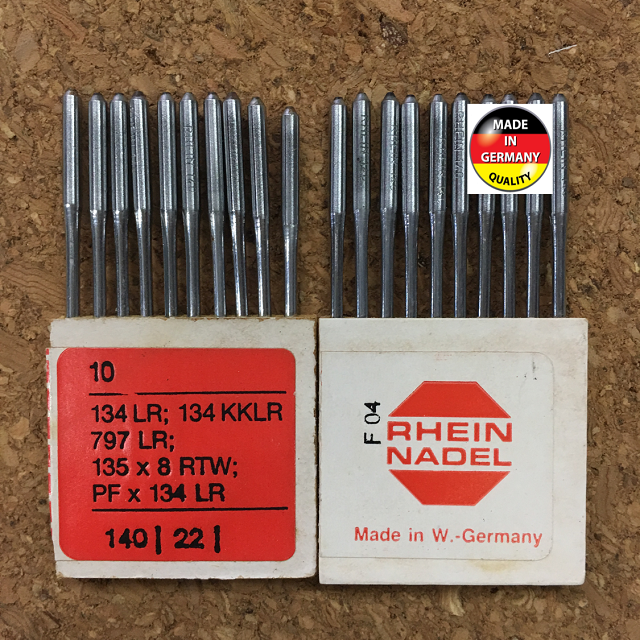 MADE
IN
GERMANY
QUALITY
10
134 LR; 134 KKLR
797 LR;
135 x 8 RTW;
PF x 134 LR
140 | 22 |
F 04
RHEIN
NADEL
Made in W.-Germany